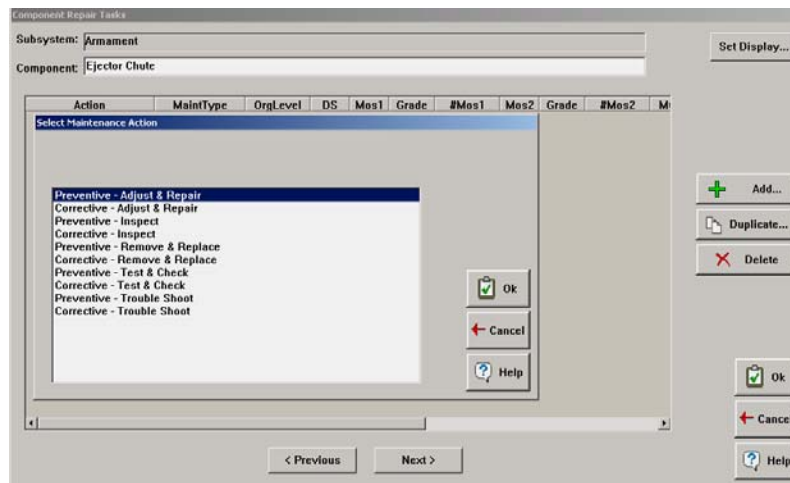 Component Repair Tasks
Subsystem: Armament
Set Display...
Component: Ejector Chute
Action MaintType OrgLevel DS Mos1 Grade #Mos1 Mos2 Grade #Mos2
Select Maintenance Action
Preventive - Adjust & Repair
Corrective - Adjust & Repair
Preventive - Inspect
Corrective - Inspect
Preventive - Remove & Replace
Corrective - Remove & Replace
Preventive - Test & Check
Corrective - Test & Check
Preventive - Trouble Shoot
Corrective - Trouble Shoot
Add...
Duplicate...
Delete
Ok
Cancel
Help
Ok
Cance
Help
< Previous Next >